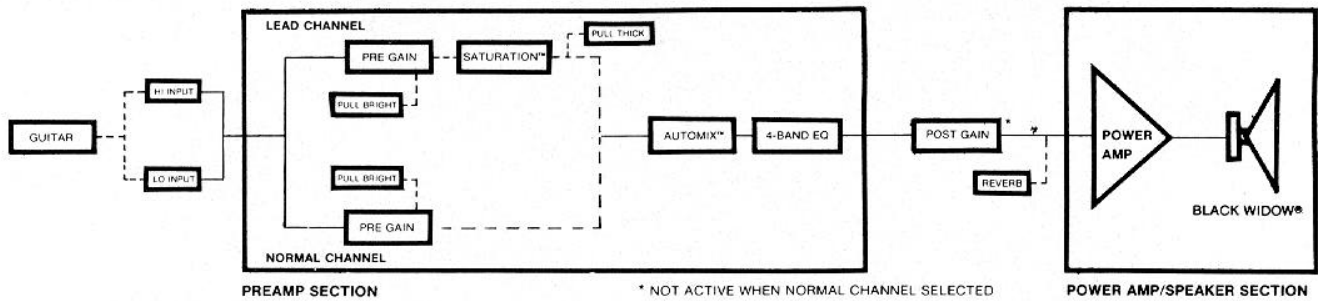 LEAD CHANNEL
PULL THICK
PRE GAIN
SATURATION™
HI INPUT
PULL BRIGHT
GUITAR
AUTOMIX™
4-BAND EQ
POST GAIN
*
*
POWER
AMP
LO INPUT
PULL BRIGHT
REVERB
BLACK WIDOW®
PRE GAIN
NORMAL CHANNEL
PREAMP SECTION
* NOT ACTIVE WHEN NORMAL CHANNEL SELECTED
POWER AMP/SPEAKER SECTION